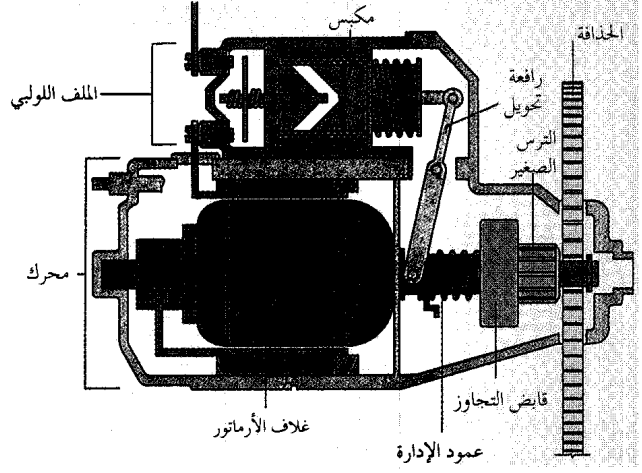 مكبس
الحذافة
رافعة
تحويل
الملف اللولبي
الترس
الصغير
محرك
قابض التجاوز
غلاف الأرماتور
عمود الإدارة